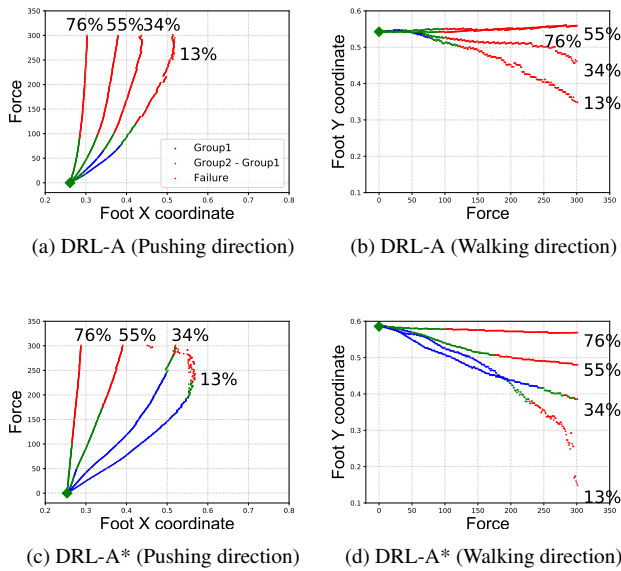 350
300
250
200
150
100
50
0
Force
76% 55% 34%
13%
Group1
Group2 - Group1
Failure
0.2 0.3 0.4 0.5 0.6 0.7 0.8
Foot X coordinate
(a) DRL-A (Pushing direction)
0.6
0.5
0.4
0.3
0.2
0.1
Foot Y coordinate
55%
76%
34%
13%
0 50 100 150 200 250 300 350
Force
(b) DRL-A (Walking direction)
350
300
250
200
150
100
50
0
Force
76% 55% 34%
13%
0.2 0.3 0.4 0.5 0.6 0.7 0.8
Foot X coordinate
(c) DRL-A* (Pushing direction)
0.6
0.5
0.4
0.3
0.2
0.1
Foot Y coordinate
76%
55%
34%
13%
0 50 100 150 200 250 300 350
Force
(d) DRL-A* (Walking direction)